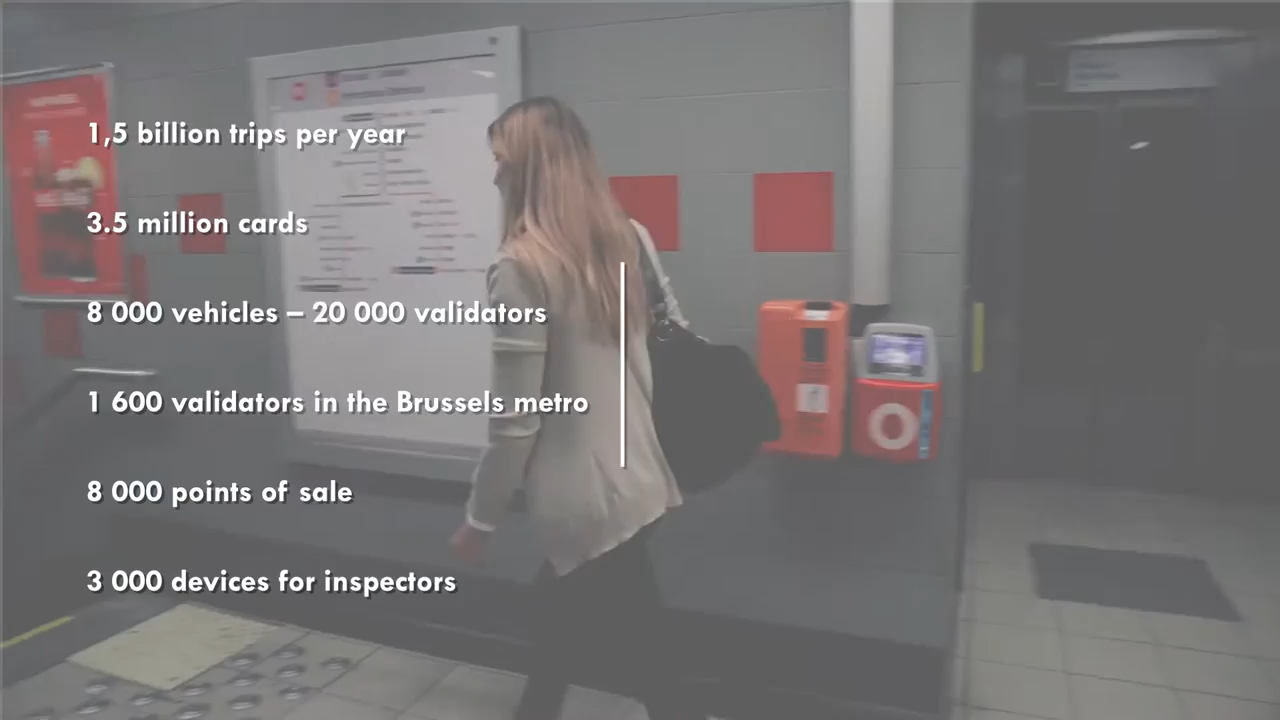 1,5 billion trips per year
3.5 million cards
8 000 vehicles – 20 000 validators
1 600 validators in the Brussels metro
8 000 points of sale
3 000 devices for inspectors